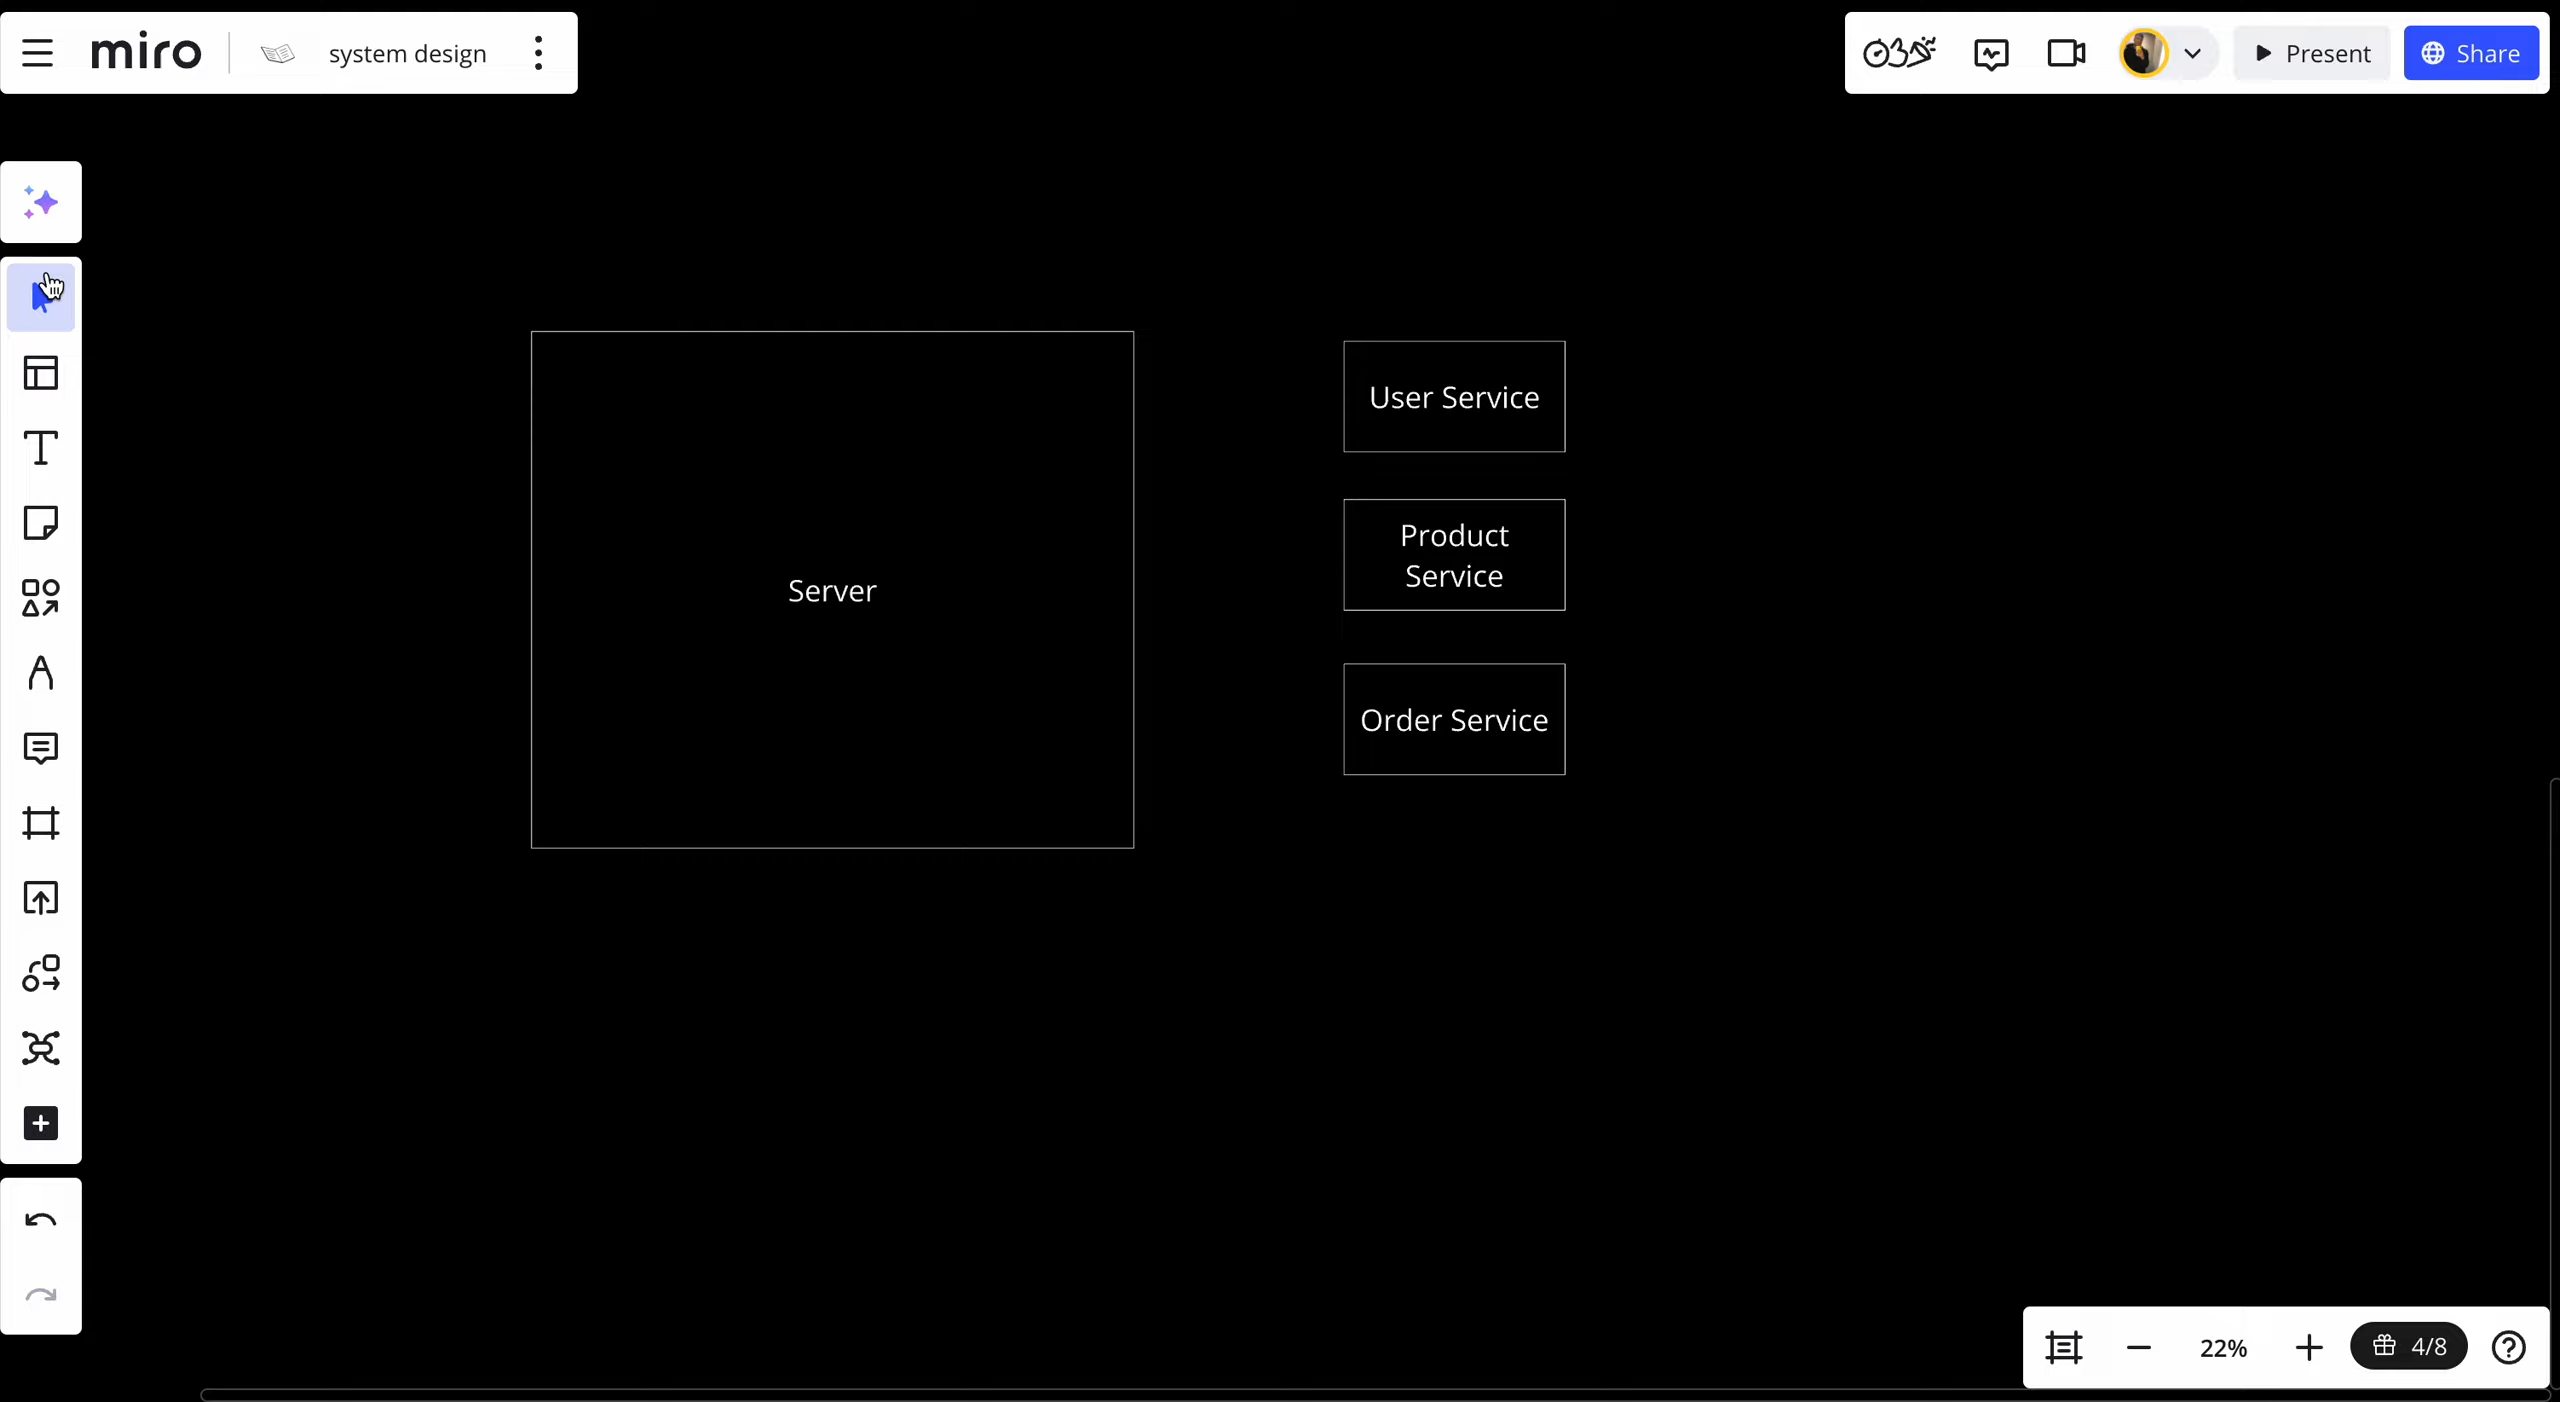 miro
system design
Present
Share
User Service
Product
Service
Server
Order Service
22%
4/8